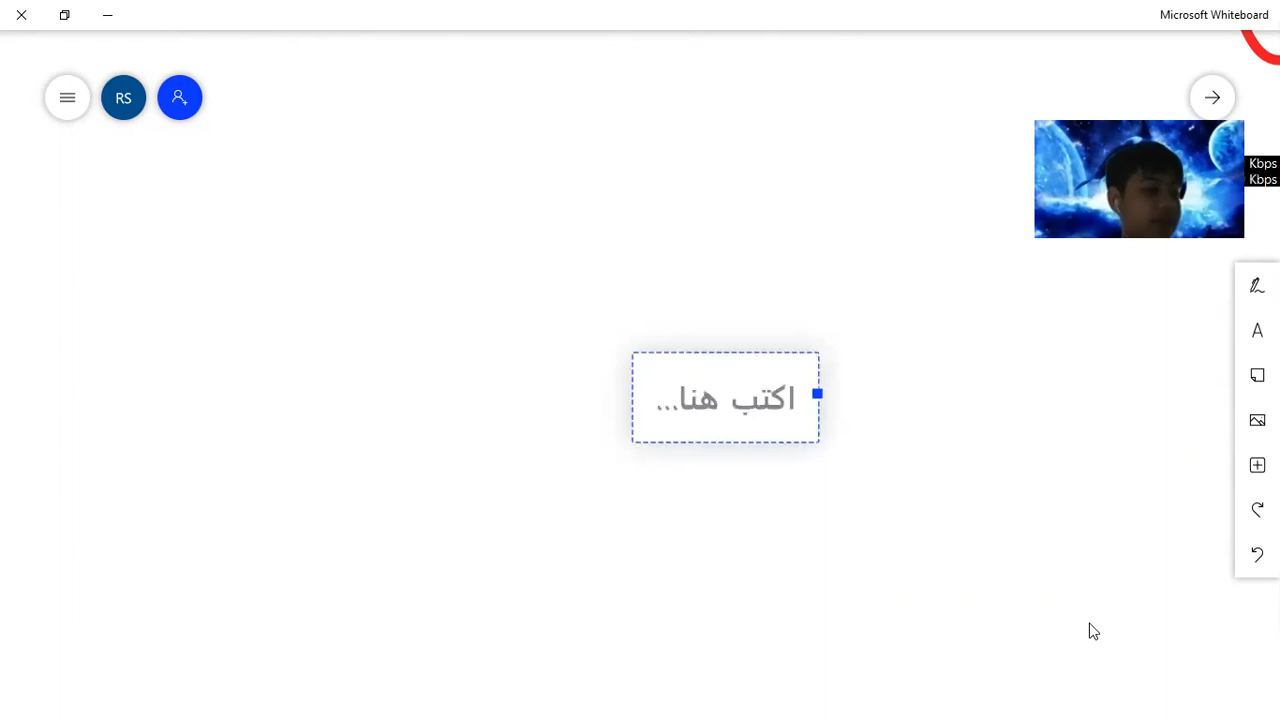 Microsoft Whiteboard
RS
Kbps
Kbps
A
اكتب هنا...